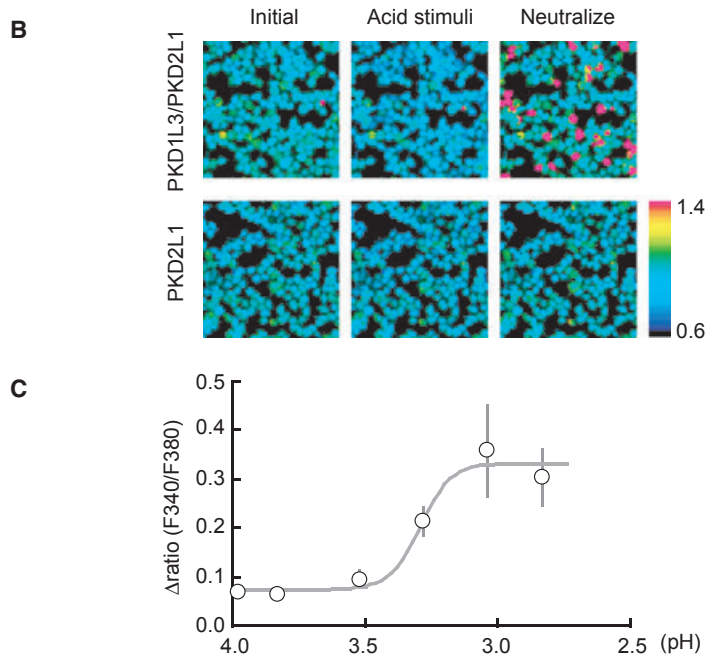 B
Initial Acid stimuli Neutralize
PKD1L3/PKD2L1
PKD2L1
1.4
0.6
C
Δratio (F340/F380)
0.5
0.4
0.3
0.2
0.1
0.0
4.0 3.5 3.0 2.5 (pH)